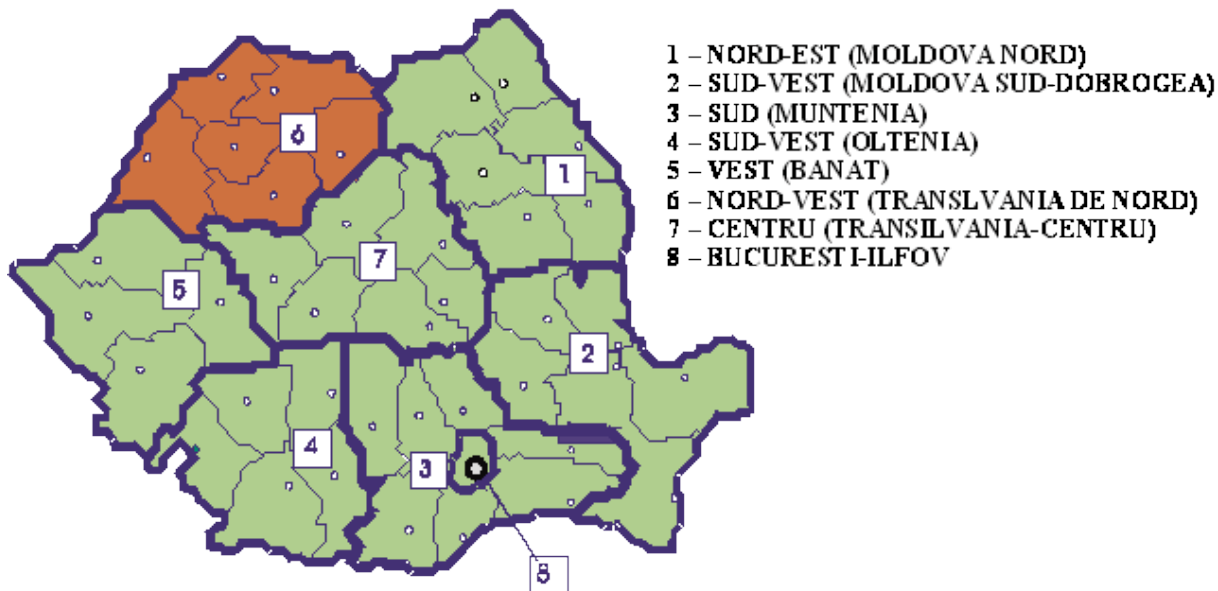 1 – NORD-EST (MOLDOVA NORD)
2 – SUD-VEST (MOLDOVA SUD-DOBROGEA)
3 – SUD (MUNTENIA)
4 – SUD-VEST (OLTENIA)
5 – VEST (BANAT)
6 – NORD-VEST (TRANSLVANIA DE NORD)
7 – CENTRU (TRANSILVANIA-CENTRU)
8 – BUCURESTI-ILFOV
6
1
7
5
2
4
3
8